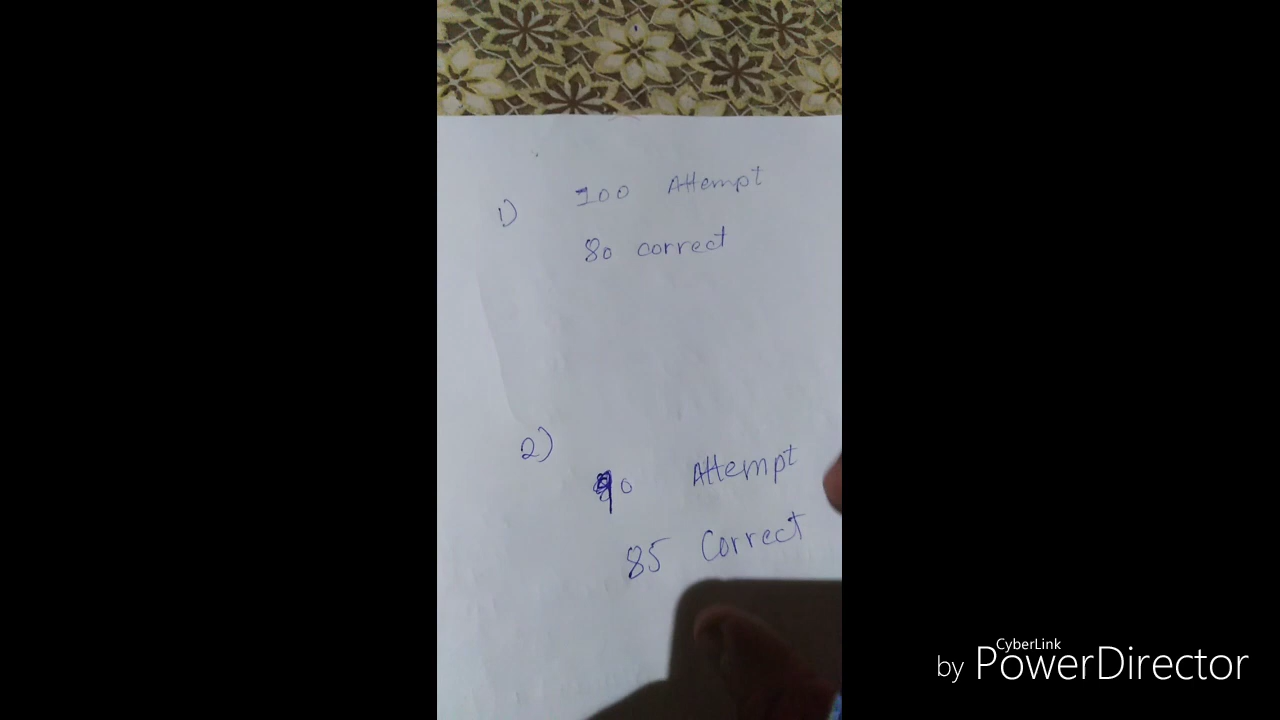 1)
100 Attempt
80 correct
2)
90 Attempt
85 Correct
CyberLink
by PowerDirector